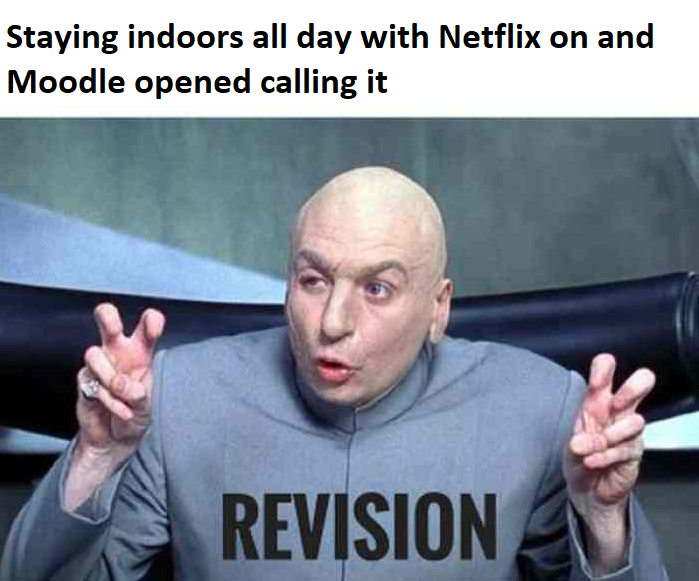 Staying indoors all day with Netflix on and
Moodle opened calling it
REVISION